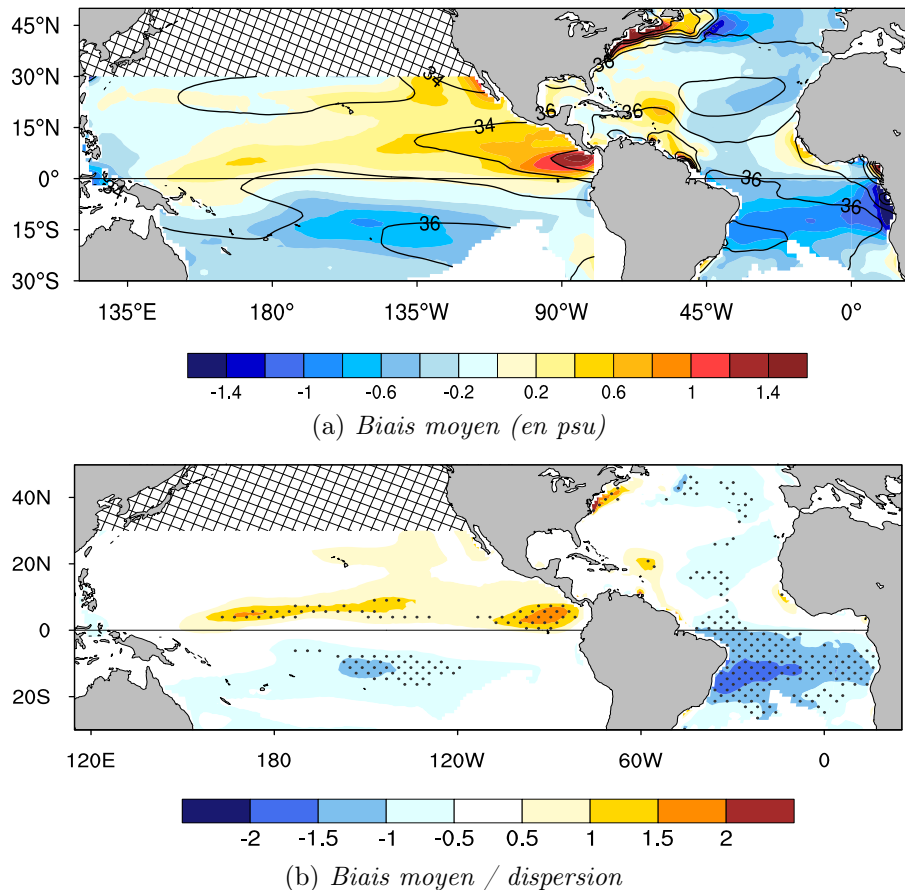 45°N
30°N
15°N
0°
15°S
30°S
34
36
36
34
36
36
36
34
36
135°E 180° 135°W 90°W 45°W 0°
-1.4 -1 -0.6 -0.2 0.2 0.6 1 1.4
(a) Biais moyen (en psu)
40N
20N
0
20S
120E 180 120W 60W 0
-2 -1.5 -1 -0.5 0.5 1 1.5 2
(b) Biais moyen / dispersion